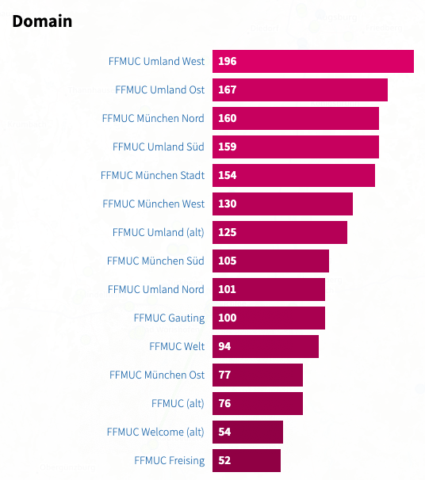 Domain
FFMUC Umland West 196
FFMUC Umland Ost 167
FFMUC München Nord 160
FFMUC Umland Süd 159
FFMUC München Stadt 154
FFMUC München West 130
FFMUC Umland (alt) 125
FFMUC München Süd 105
FFMUC Umland Nord 101
FFMUC Gauting 100
FFMUC Welt 94
FFMUC München Ost 77
FFMUC (alt) 76
FFMUC Welcome (alt) 54
FFMUC Freising 52